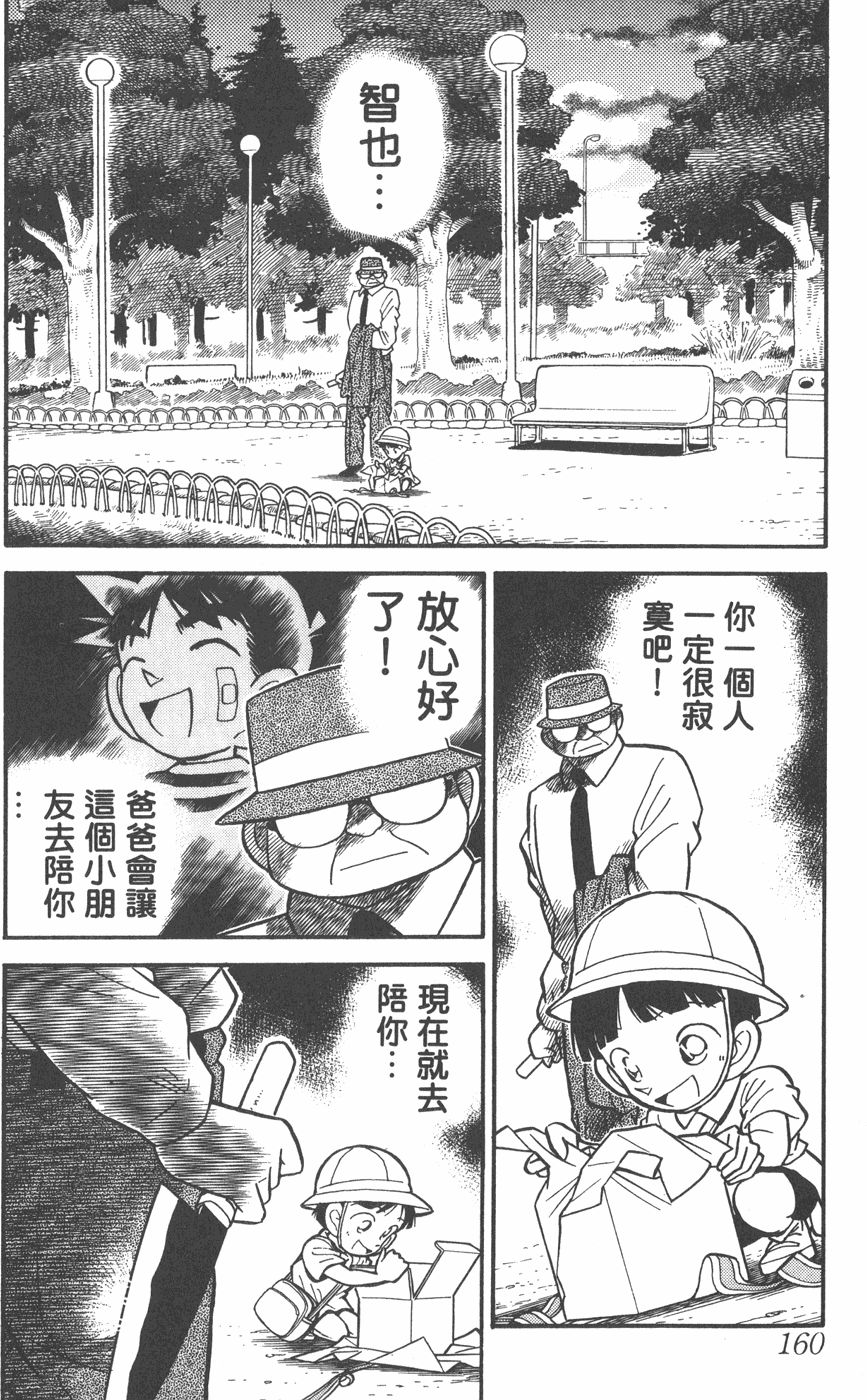 智也…
你一個人
一定很寂
寞吧！
放心好
了！
爸爸會讓
這個小朋
友去陪你
…
現在就去
陪你…
160